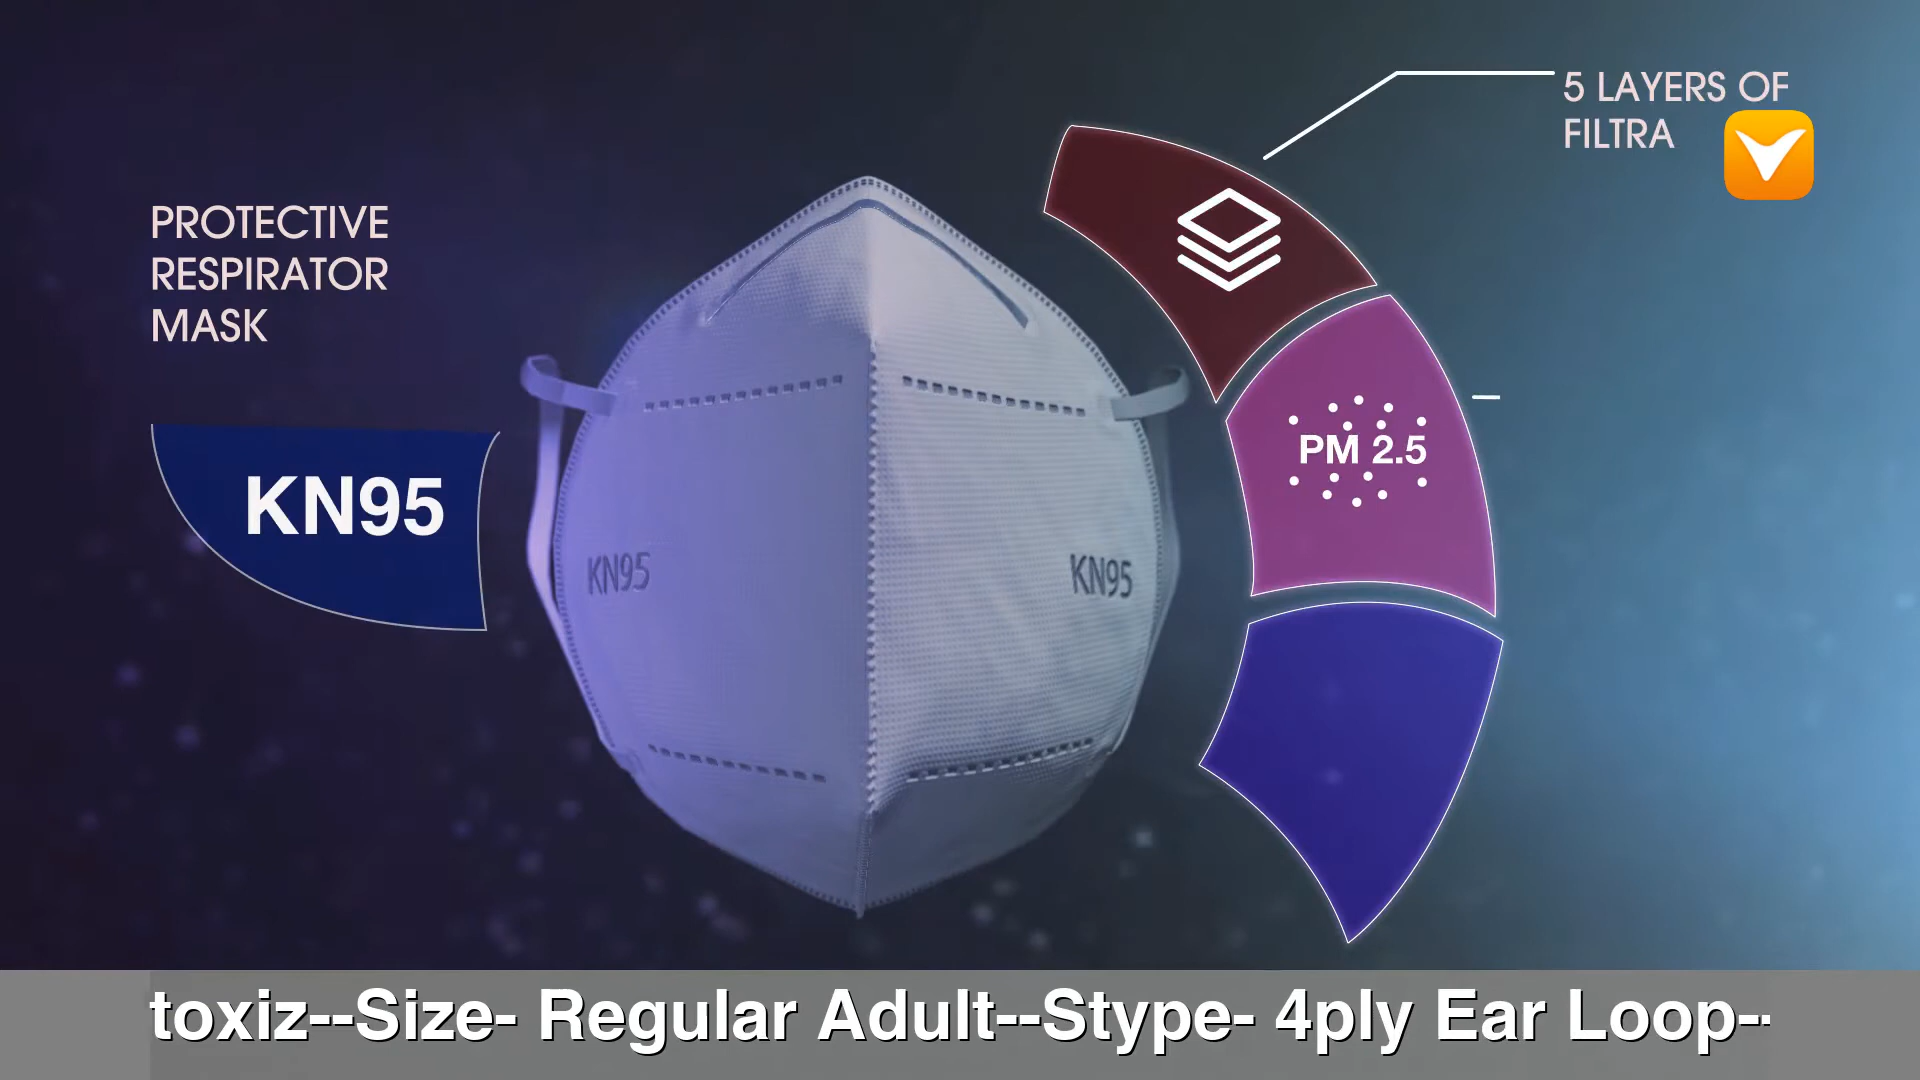 5 LAYERS OF
FILTRA
PROTECTIVE
RESPIRATOR
MASK
KN95
PM 2.5
KN95
KN95
toxiz--Size- Regular Adult--Stype- 4ply Ear Loop--